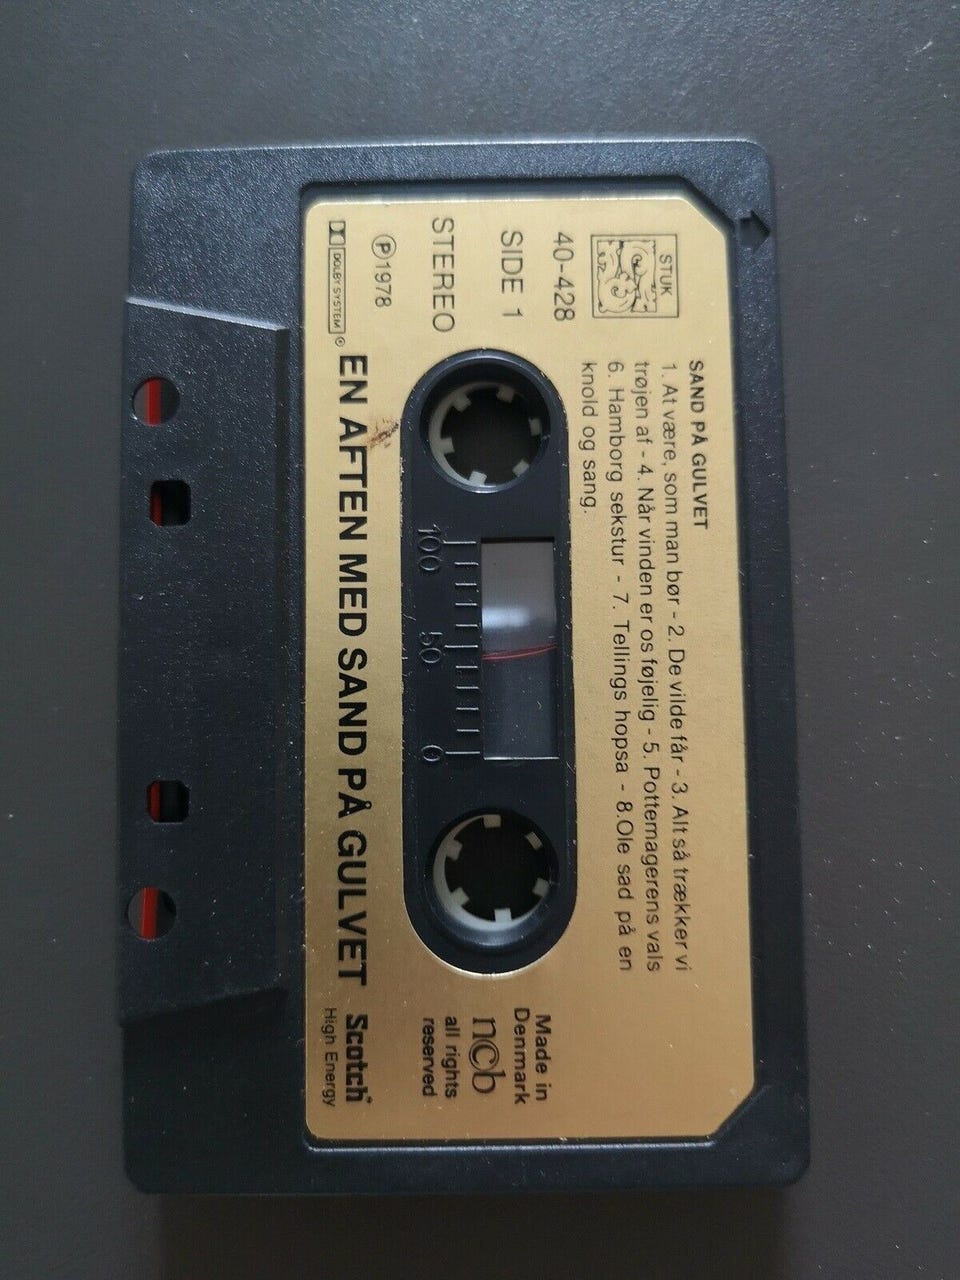 STUK
SAND PÅ GULVET
1. At være, som man bør - 2. De vilde får - 3. Alt så trækker vi
trøjen af - 4. Når vinden er os føjelig - 5. Pottemagerens vals
6. Hamborg sekstur - 7. Tellings hopsa - 8.Ole sad på en
knold og sang.
40-428
SIDE 1
STEREO
℗1978
DOLBY SYSTEM ®
100 50 0
Made in
Denmark
n©b
all rights
reserved
EN AFTEN MED SAND PÅ GULVET
Scotch®
High Energy